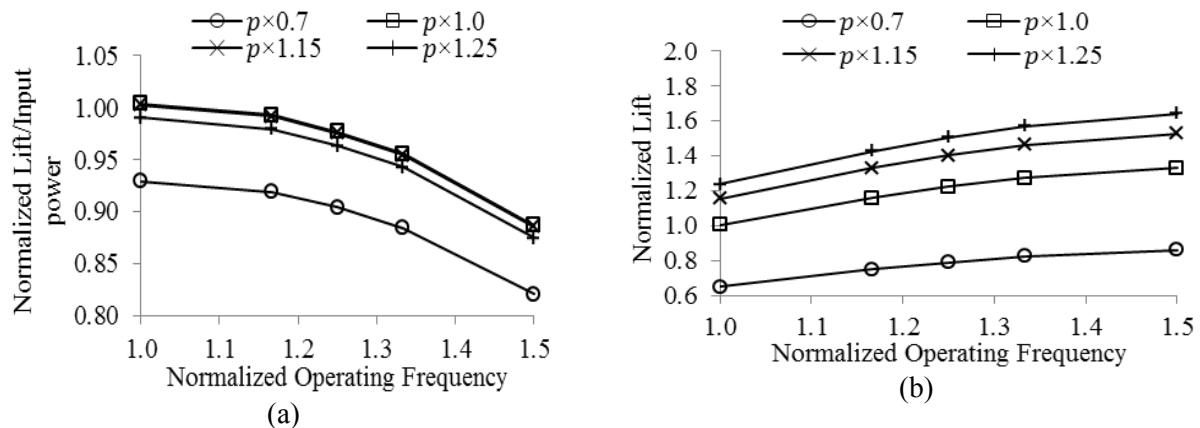 p×0.7 p×1.0
p×1.15 p×1.25
1.05
1.00
0.95
0.90
0.85
0.80
Normalized Lift/Input
power
1.0 1.1 1.2 1.3 1.4 1.5
Normalized Operating Frequency
(a)
p×0.7 p×1.0
p×1.15 p×1.25
2.0
1.8
1.6
1.4
1.2
1.0
0.8
0.6
Normalized Lift
1.0 1.1 1.2 1.3 1.4 1.5
Normalized Operating Frequency
(b)